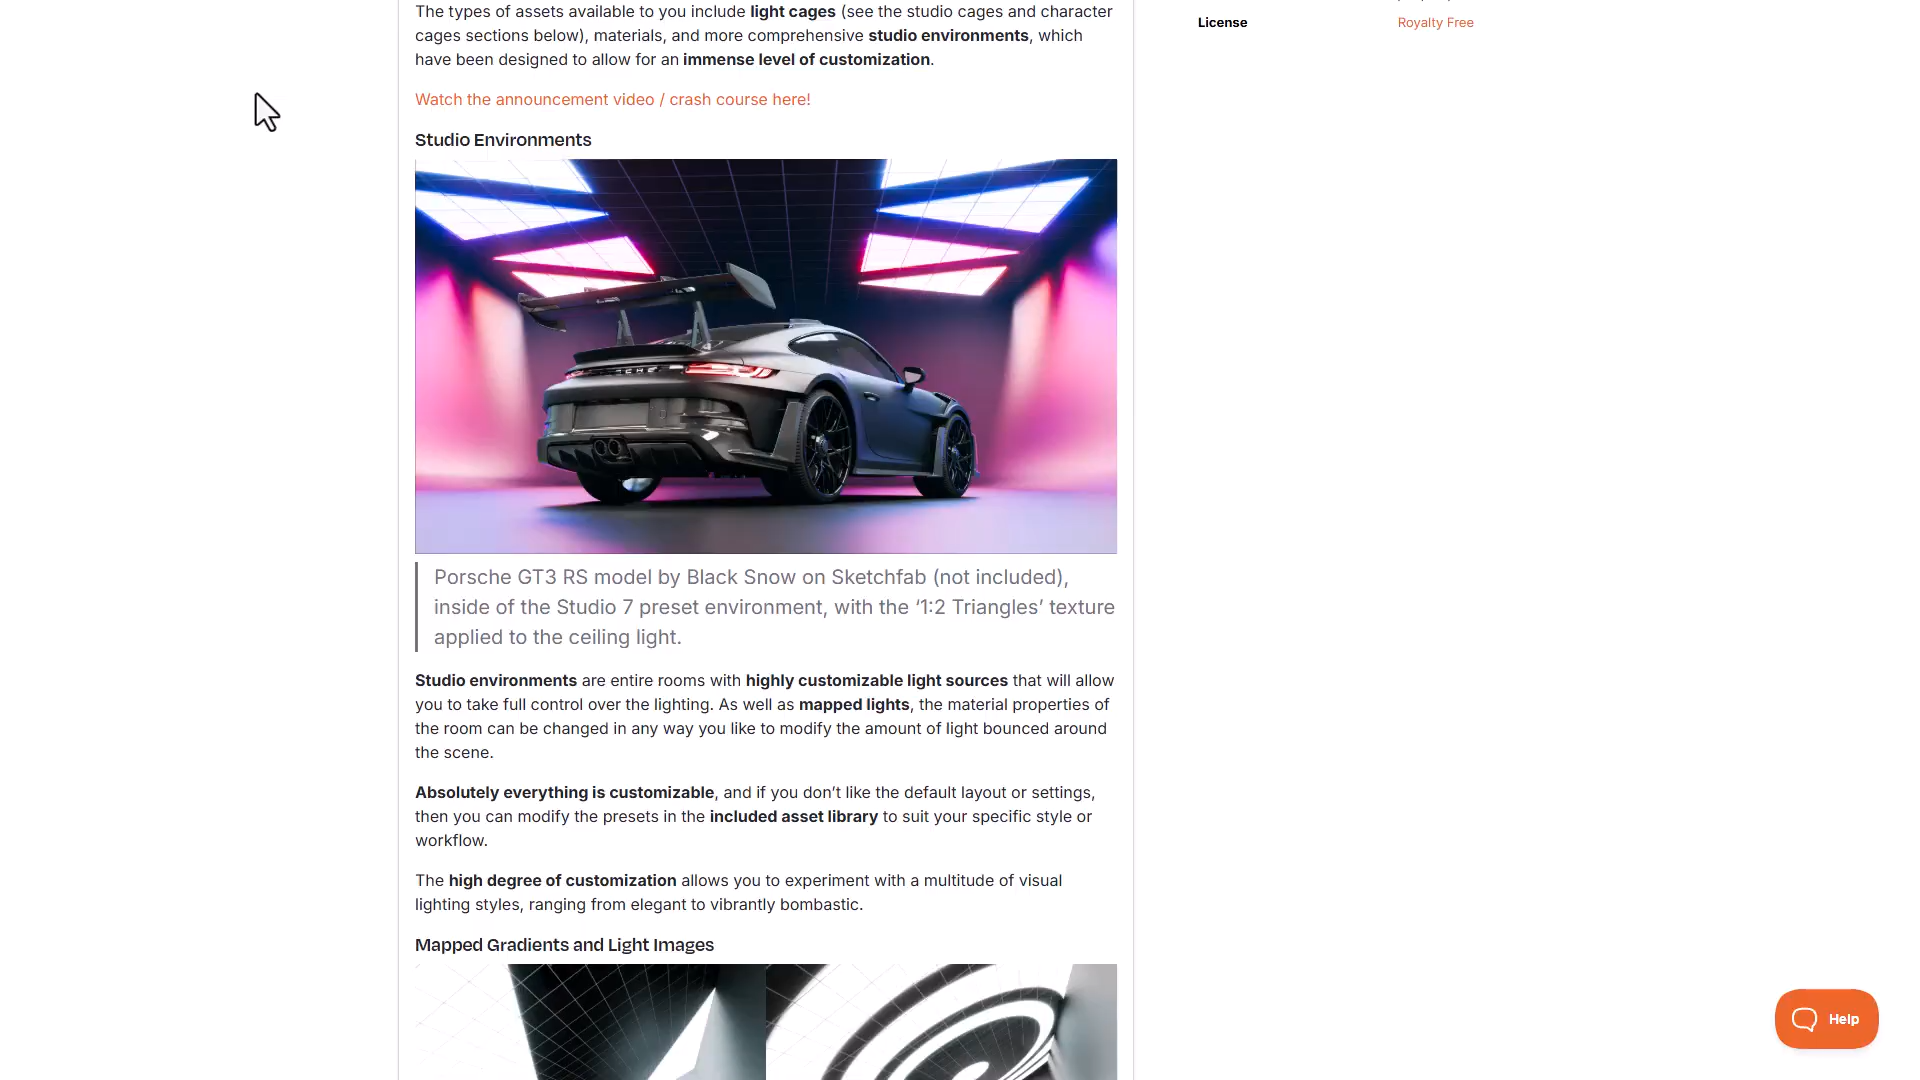 The types of assets available to you include light cages (see the studio cages and character
cages sections below), materials, and more comprehensive studio environments, which
have been designed to allow for an immense level of customization.
License
Royalty Free
Watch the announcement video / crash course here!
Studio Environments
Porsche GT3 RS model by Black Snow on Sketchfab (not included),
inside of the Studio 7 preset environment, with the ‘1:2 Triangles’ texture
applied to the ceiling light.
Studio environments are entire rooms with highly customizable light sources that will allow
you to take full control over the lighting. As well as mapped lights, the material properties of
the room can be changed in any way you like to modify the amount of light bounced around
the scene.
Absolutely everything is customizable, and if you don’t like the default layout or settings,
then you can modify the presets in the included asset library to suit your specific style or
workflow.
The high degree of customization allows you to experiment with a multitude of visual
lighting styles, ranging from elegant to vibrantly bombastic.
Mapped Gradients and Light Images
Help